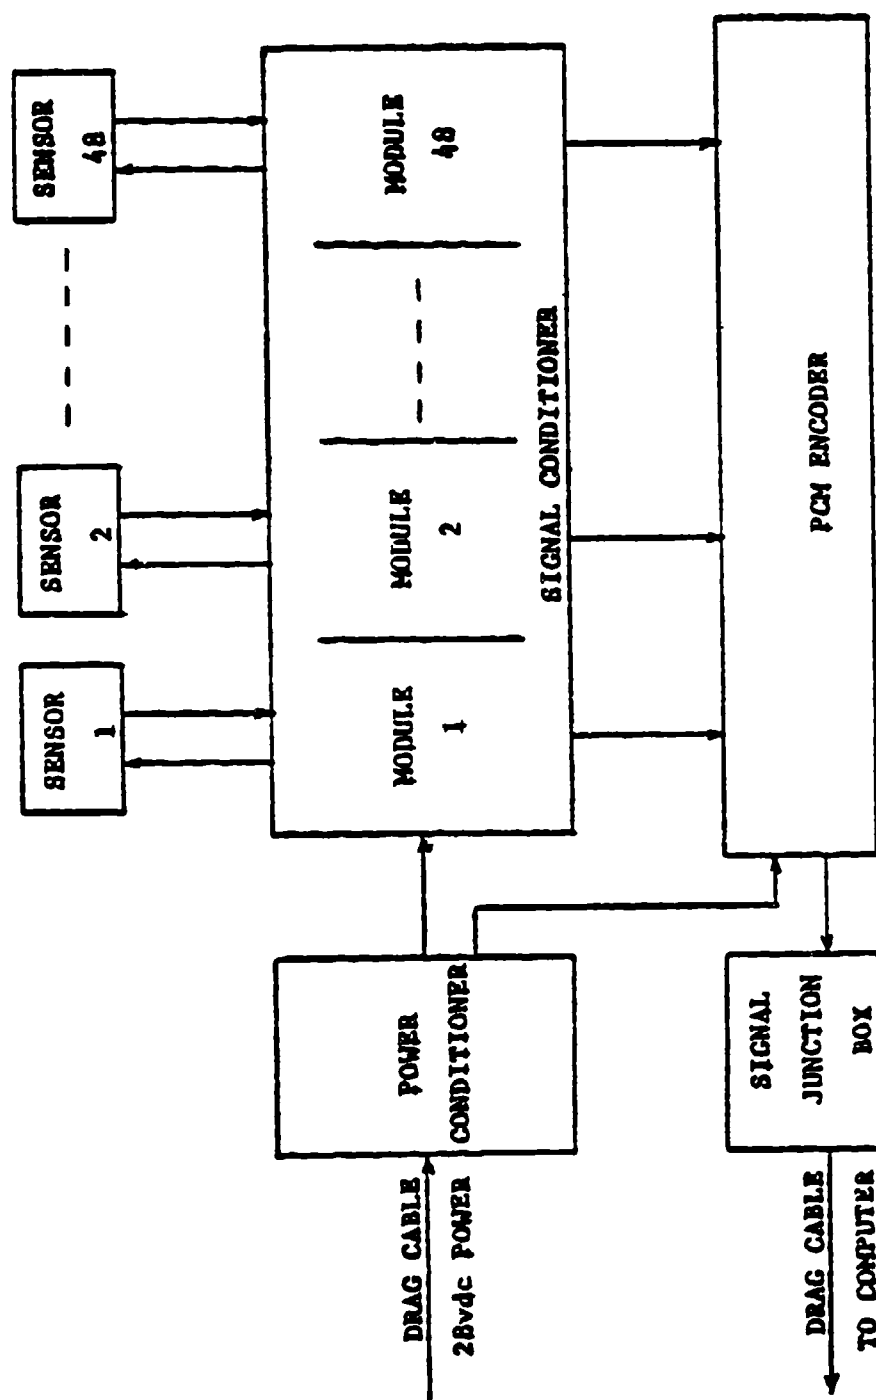 SENSOR
1
SENSOR
2
SENSOR
48
MODULE
1
MODULE
2
MODULE
48
SIGNAL CONDITIONER
POWER
CONDITIONER
DRAG CABLE
28vdc POWER
PCM ENCODER
SIGNAL
JUNCTION
BOX
DRAG CABLE
TO COMPUTER